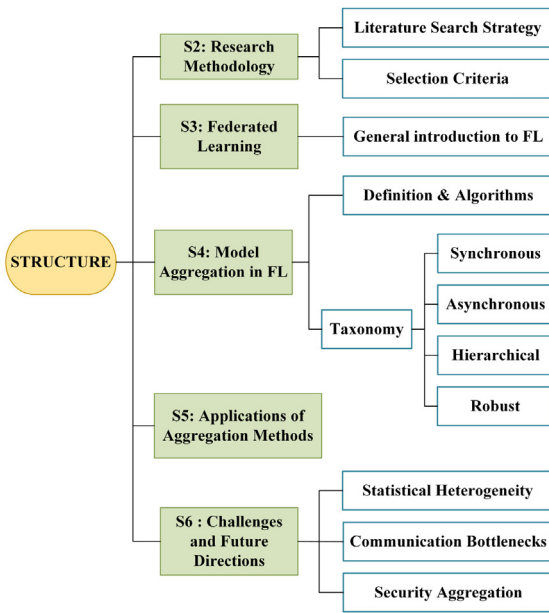 STRUCTURE
S2: Research
Methodology
Literature Search Strategy
Selection Criteria
S3: Federated
Learning
General introduction to FL
S4: Model
Aggregation in FL
Definition & Algorithms
Taxonomy
Synchronous
Asynchronous
Hierarchical
Robust
S5: Applications of
Aggregation Methods
S6 : Challenges
and Future
Directions
Statistical Heterogeneity
Communication Bottlenecks
Security Aggregation